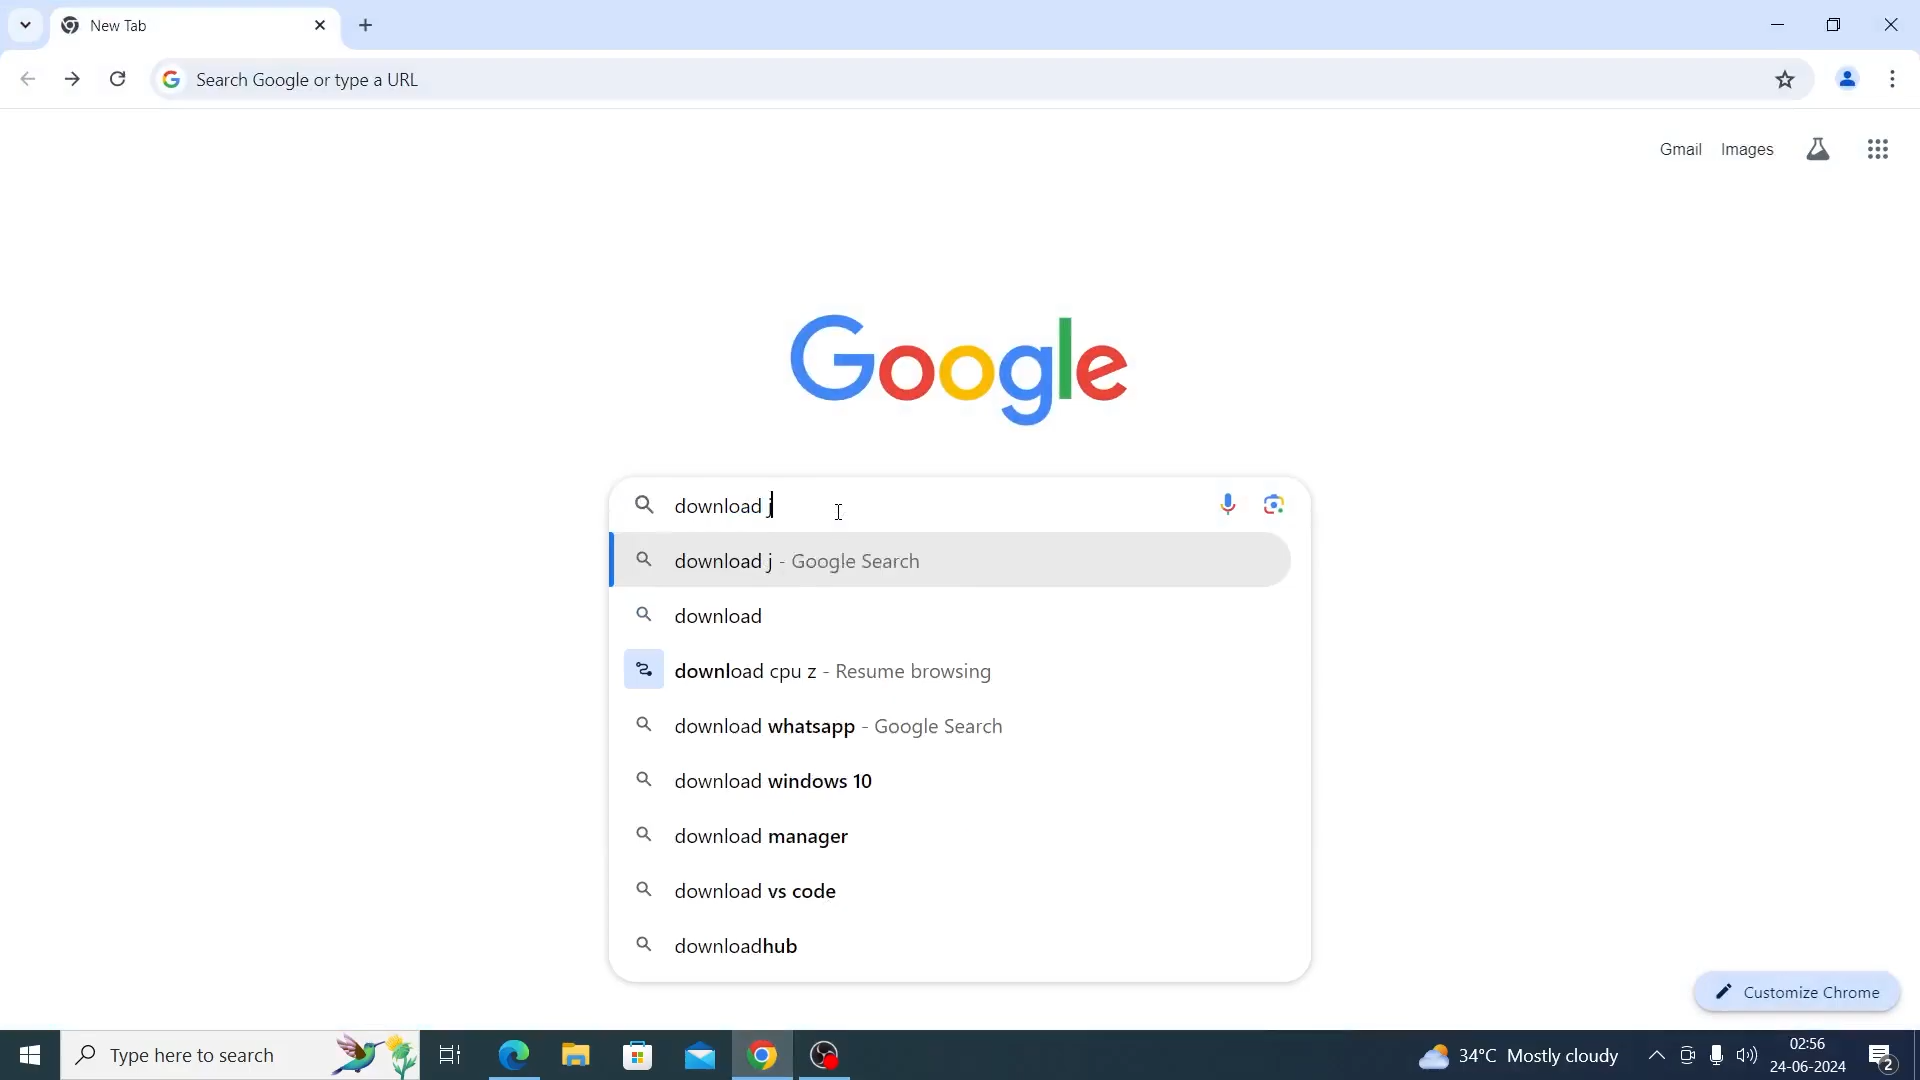 New Tab
Search Google or type a URL
Gmail Images
Google
download j
download j - Google Search
download
download cpu z - Resume browsing
download whatsapp - Google Search
download windows 10
download manager
download vs code
downloadhub
Customize Chrome
Type here to search
34°C Mostly cloudy
02:56
24-06-2024
2